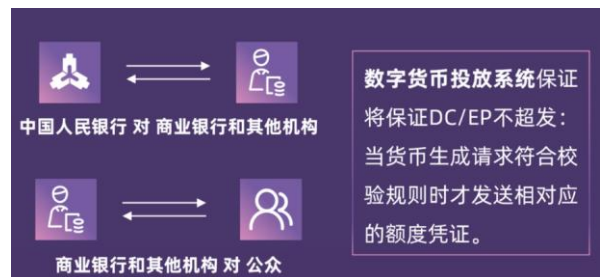 中国人民银行 对 商业银行和其他机构
商业银行和其他机构 对 公众
数字货币投放系统保证
将保证DC/EP不超发：
当货币生成请求符合校
验规则时才发送相对应
的额度凭证。